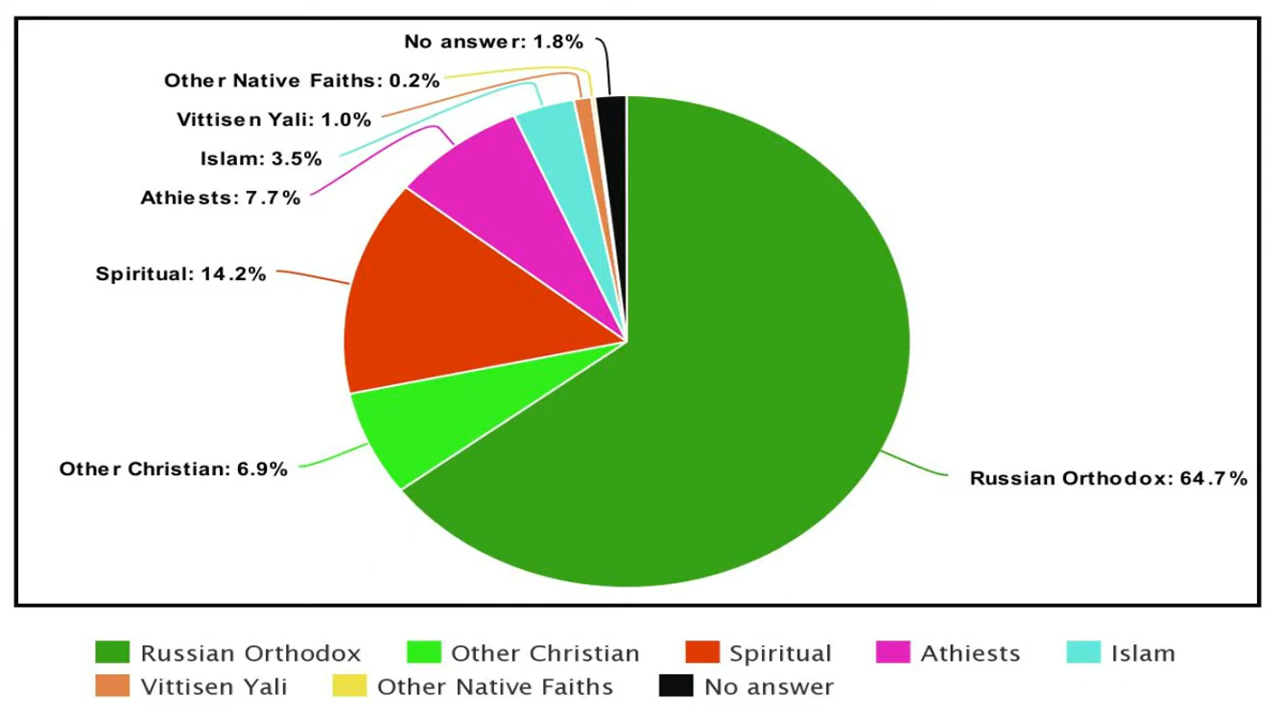 No answer: 1.8%
Other Native Faiths: 0.2%
Vittisen Yali: 1.0%
Islam: 3.5%
Athiests: 7.7%
Spiritual: 14.2%
Other Christian: 6.9%
Russian Orthodox: 64.7%
Russian Orthodox Other Christian Spiritual Athiests Islam
Vittisen Yali Other Native Faiths No answer